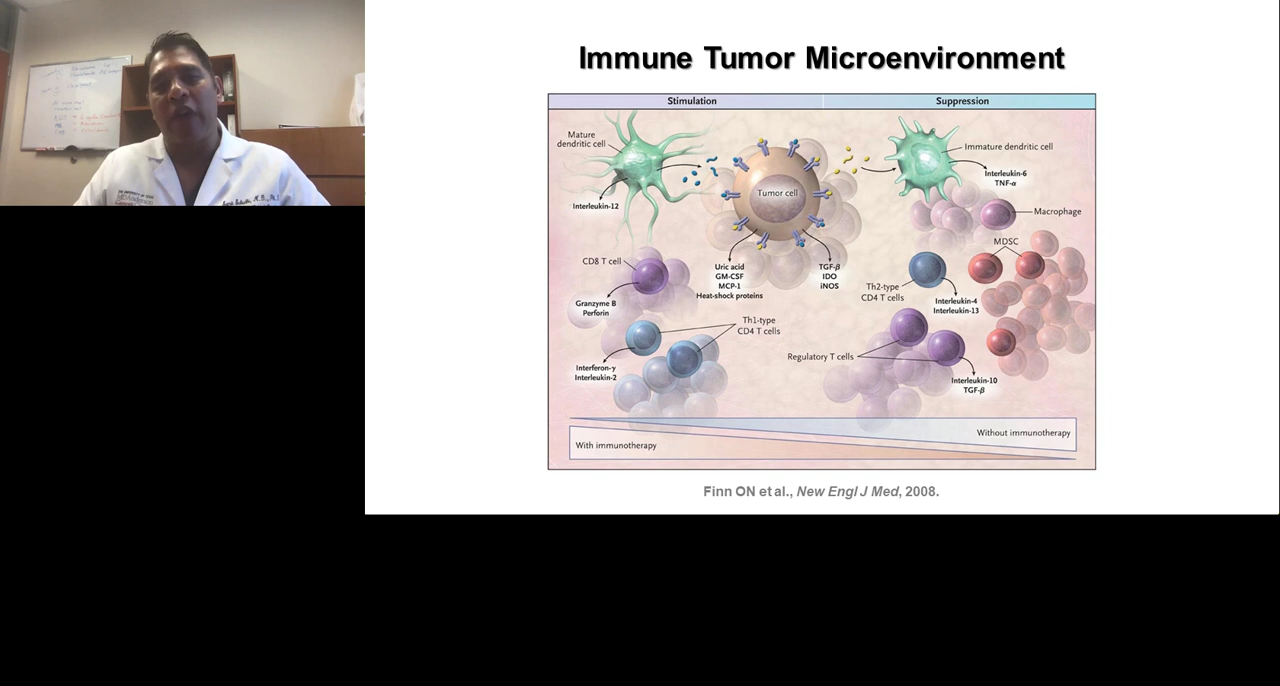 Immune Tumor Microenvironment
Stimulation
Suppression
Mature
dendritic cell
Interleukin-12
Tumor cell
Immature dendritic cell
Interleukin-6
TNF-α
Macrophage
MDSC
CD8 T cell
Granzyme B
Perforin
Uric acid
GM-CSF
MCP-1
Heat-shock proteins
TGF-β
IDO
iNOS
Th2-type
CD4 T cells
Interleukin-4
Interleukin-13
Th1-type
CD4 T cells
Interferon-γ
Interleukin-2
Regulatory T cells
Interleukin-10
TGF-β
Without immunotherapy
With immunotherapy
Finn ON et al., New Engl J Med, 2008.